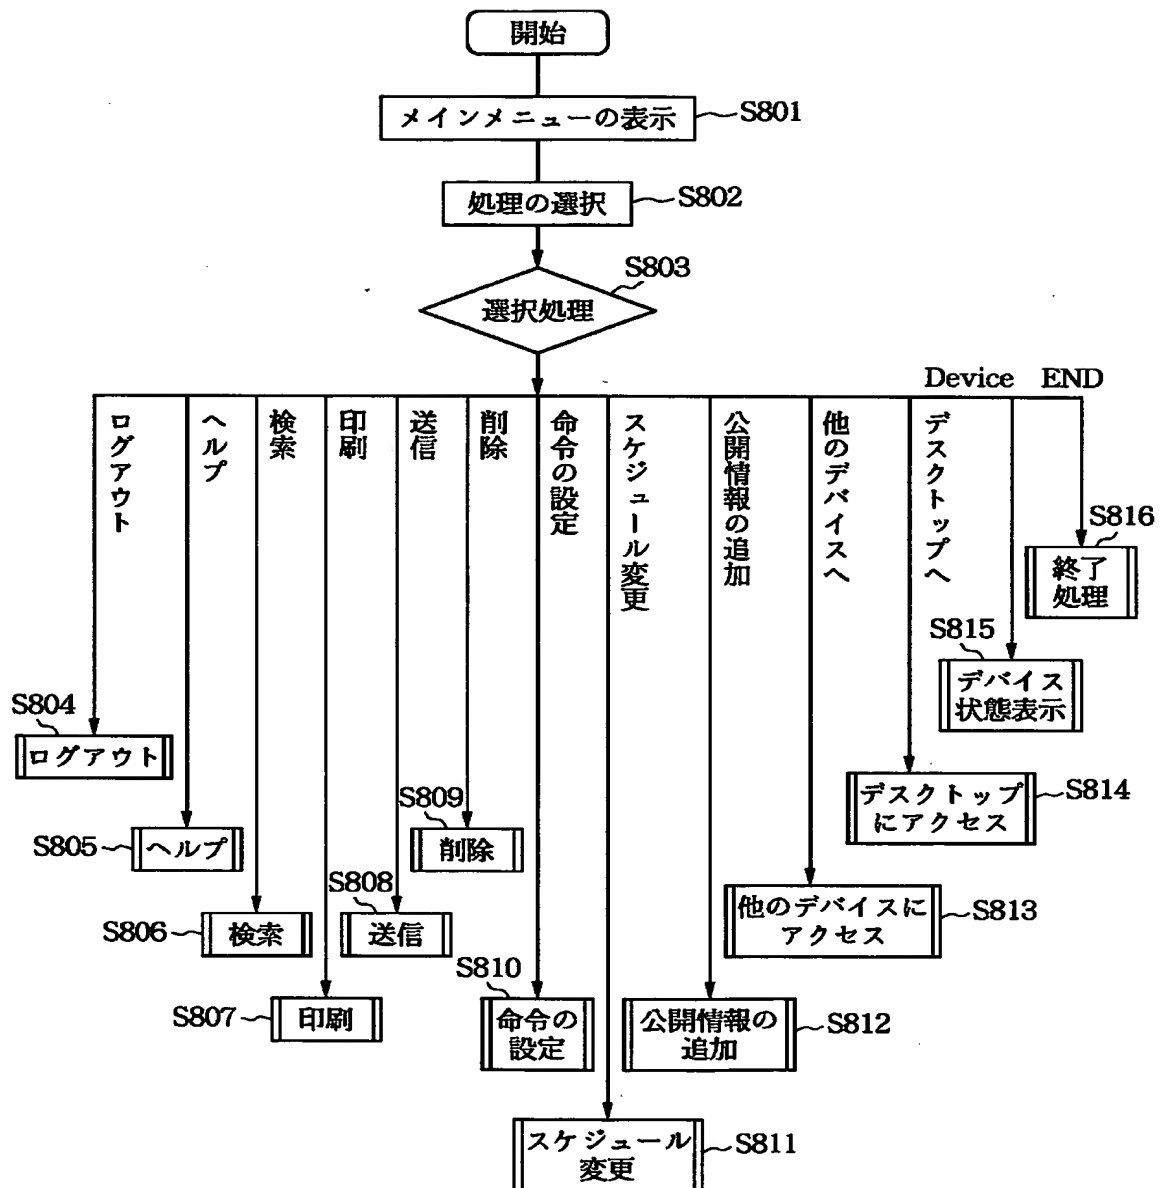 開始
メインメニューの表示
S801
処理の選択
S802
S803
選択処理
Device
END
ログアウト
ヘルプ
検索
印刷
送信
削除
命令の設定
スケジュール変更
公開情報の追加
他のデバイスへ
デスクトップへ
S816
終了
処理
S815
デバイス
状態表示
S804
ログアウト
S814
デスクトップ
にアクセス
S809
削除
S805
ヘルプ
S808
送信
S813
他のデバイスに
アクセス
S806
検索
S810
命令の
設定
S807
印刷
S812
公開情報の
追加
S811
スケジュール
変更